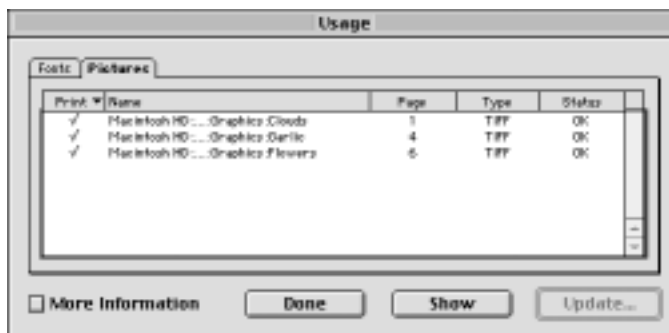 Usage
Fonts Pictures
Print ▼ Name Page Type Status
√ Macintosh HD:...:Graphics:Clouds 1 TIFF OK
√ Macintosh HD:...:Graphics:Garlic 4 TIFF OK
√ Macintosh HD:...:Graphics:Flowers 6 TIFF OK
More Information Done Show Update...